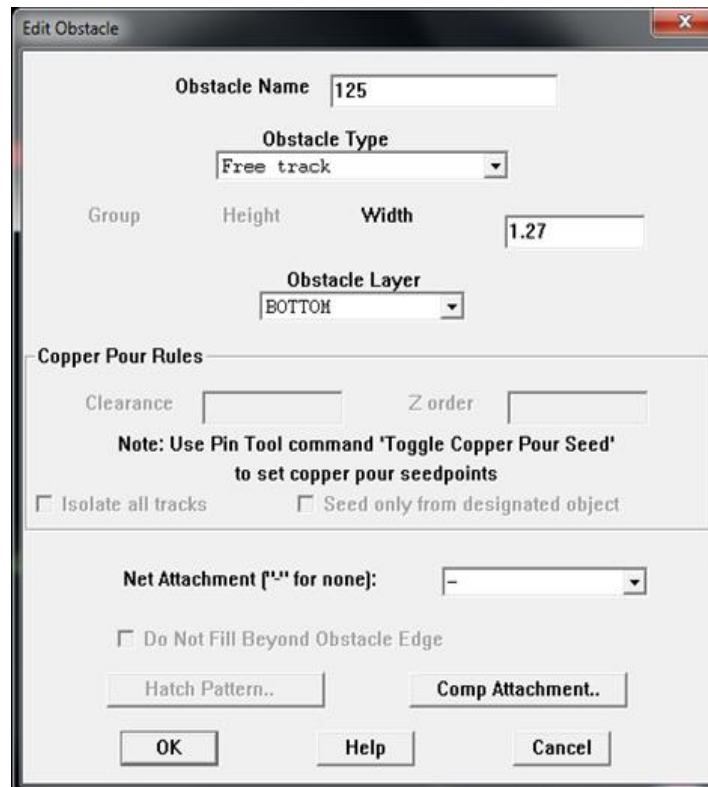 Edit Obstacle
Obstacle Name 125
Obstacle Type
Free track
Group Height Width 1.27
Obstacle Layer
BOTTOM
Copper Pour Rules
Clearance Z order
Note: Use Pin Tool command 'Toggle Copper Pour Seed'
to set copper pour seedpoints
Isolate all tracks Seed only from designated object
Net Attachment ("-" for none): -
Do Not Fill Beyond Obstacle Edge
Hatch Pattern.. Comp Attachment..
OK Help Cancel